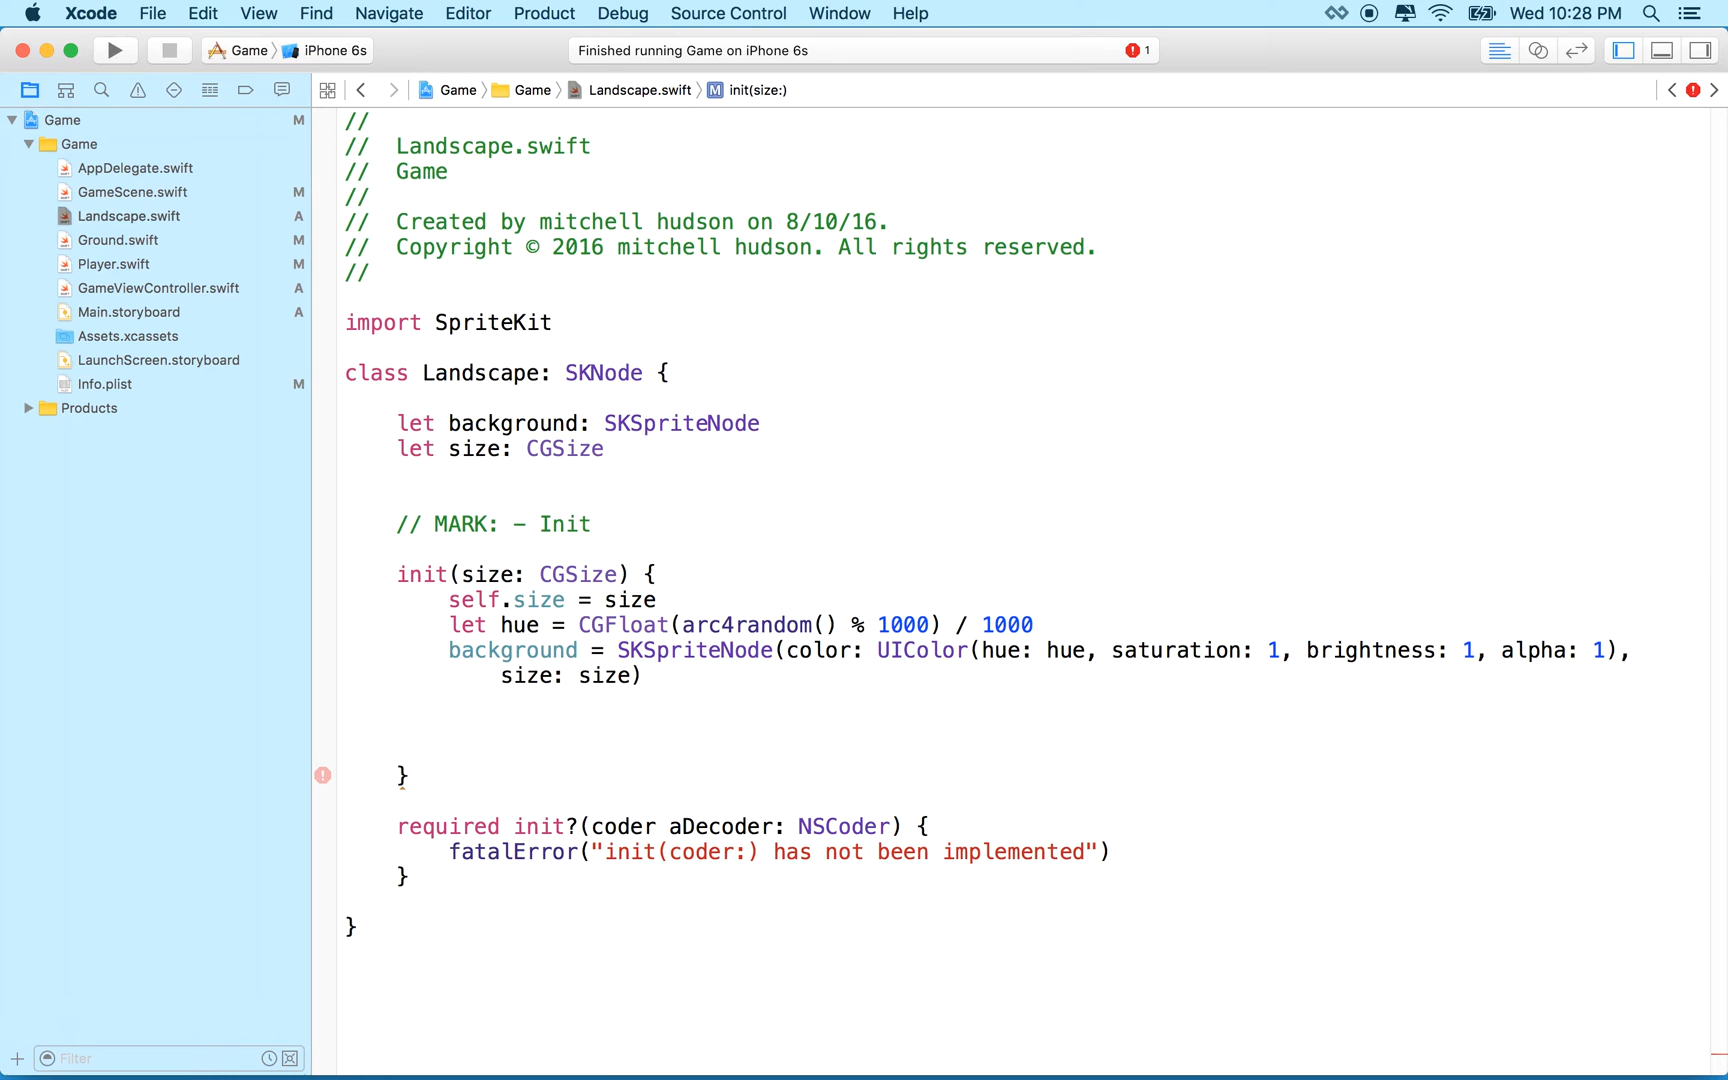 Xcode File Edit View Find Navigate Editor Product Debug Source Control Window Help Wed 10:28 PM
Game iPhone 6s Finished running Game on iPhone 6s 1
Game Game Landscape.swift M init(size:)
Game M
Game
AppDelegate.swift
GameScene.swift M
Landscape.swift A
Ground.swift M
Player.swift M
GameViewController.swift A
Main.storyboard A
Assets.xcassets
LaunchScreen.storyboard
Info.plist M
Products
Filter
//
// Landscape.swift
// Game
//
// Created by mitchell hudson on 8/10/16.
// Copyright © 2016 mitchell hudson. All rights reserved.
//
import SpriteKit
class Landscape: SKNode {
let background: SKSpriteNode
let size: CGSize
// MARK: - Init
init(size: CGSize) {
self.size = size
let hue = CGFloat(arc4random() % 1000) / 1000
background = SKSpriteNode(color: UIColor(hue: hue, saturation: 1, brightness: 1, alpha: 1),
size: size)
}
required init?(coder aDecoder: NSCoder) {
fatalError("init(coder:) has not been implemented")
}
}